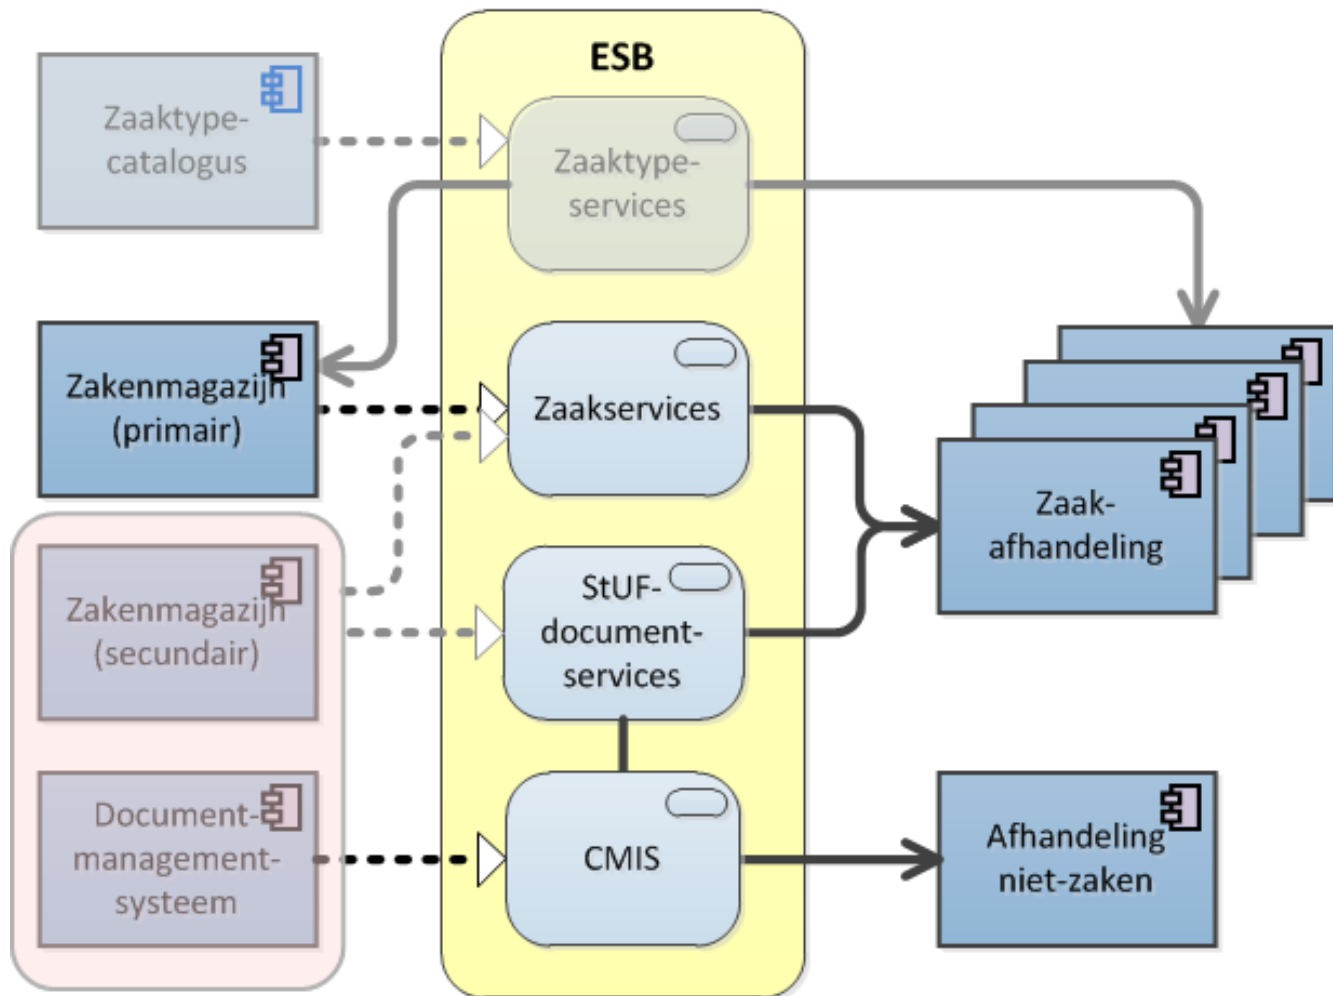 ESB
Zaaktype-
catalogus
Zaaktype-
services
Zakenmagazijn
(primair)
Zaakservices
Zaak-
afhandeling
Zakenmagazijn
(secundair)
StUF-
document-
services
Document-
management-
systeem
CMIS
Afhandeling
niet-zaken